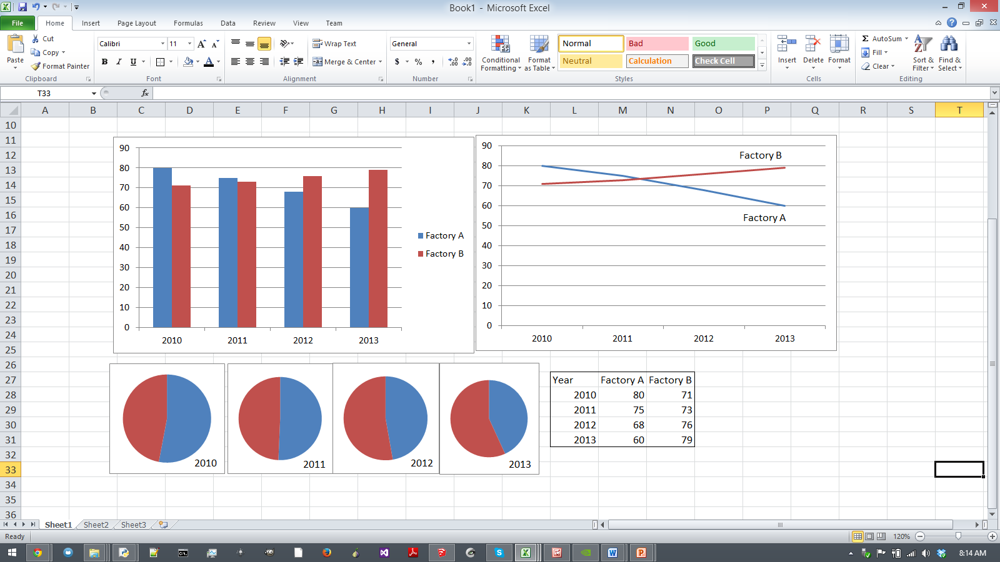 Book1 - Microsoft Excel
File Home Insert Page Layout Formulas Data Review View Team
Paste Cut Copy Format Painter
Clipboard
Calibri 11
B I U A
Font
Wrap Text
Merge & Center
Alignment
General
$ % ,
Number
Conditional Formatting
Format as Table
Normal Bad Good
Neutral Calculation Check Cell
Styles
Insert Delete Format
Cells
Σ AutoSum
Fill
Clear
Sort & Filter
Find & Select
Editing
T33 fx
A B C D E F G H I J K L M N O P Q R S T
10
11
12
13
14
15
16
17
18
19
20
21
22
23
24
25
26
27
28
29
30
31
32
33
34
35
36
90
80
70
60
50
40
30
20
10
0
2010 2011 2012 2013
Factory A
Factory B
90
80
70
60
50
40
30
20
10
0
2010 2011 2012 2013
Factory B
Factory A
2010
2011
2012
2013
Year Factory A Factory B
2010 80 71
2011 75 73
2012 68 76
2013 60 79
Sheet1 Sheet2 Sheet3
Ready 120%
8:14 AM